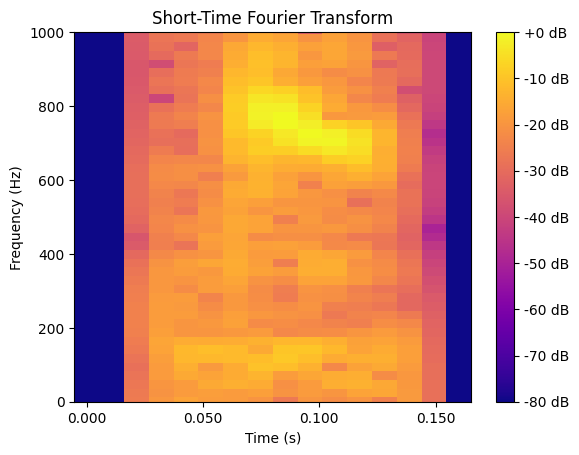 Short-Time Fourier Transform
1000
800
600
400
200
0
Frequency (Hz)
0.000
0.050
0.100
0.150
Time (s)
+0 dB
-10 dB
-20 dB
-30 dB
-40 dB
-50 dB
-60 dB
-70 dB
-80 dB